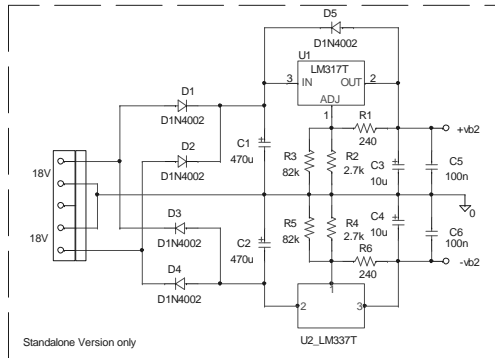 D5
D1N4002
U1
LM317T
3 IN OUT 2
ADJ
1
D1
D1N4002
D2
D1N4002
C1
470u
R1
240
R3
82k
R2
2.7k
C3
10u
C5
100n
+vb2
18V
18V
0
D3
D1N4002
D4
D1N4002
C2
470u
R5
82k
R4
2.7k
C4
10u
C6
100n
R6
240
-vb2
1
2 3
U2_LM337T
Standalone Version only